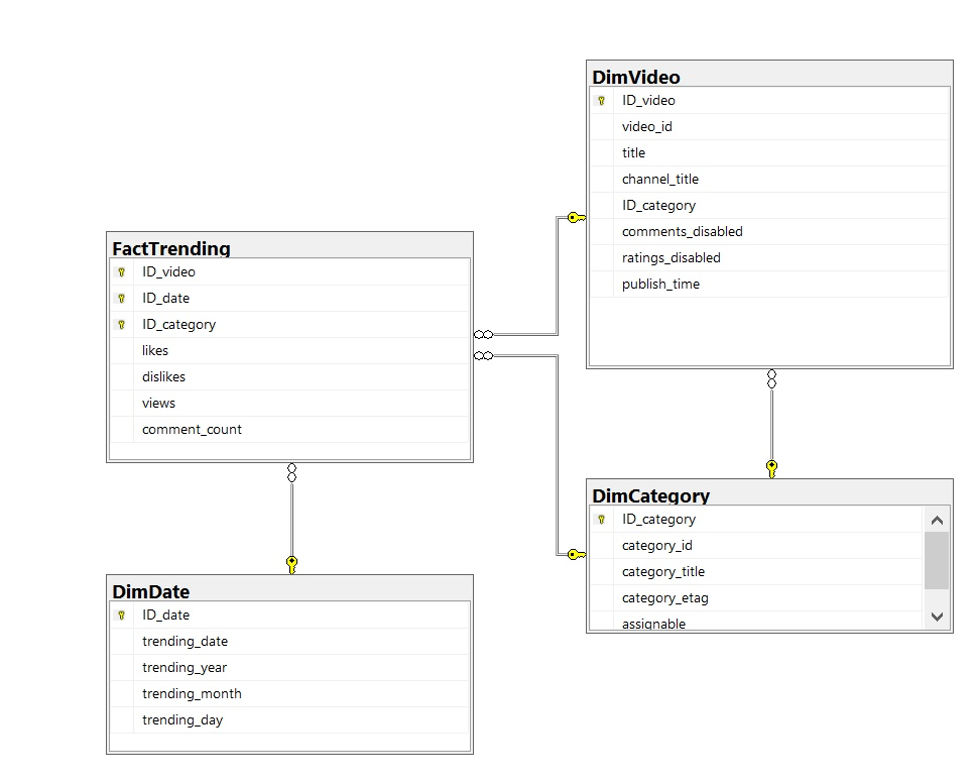 DimVideo
ID_video
video_id
title
channel_title
ID_category
comments_disabled
ratings_disabled
publish_time
FactTrending
ID_video
ID_date
ID_category
likes
dislikes
views
comment_count
DimCategory
ID_category
category_id
category_title
category_etag
assignable
DimDate
ID_date
trending_date
trending_year
trending_month
trending_day